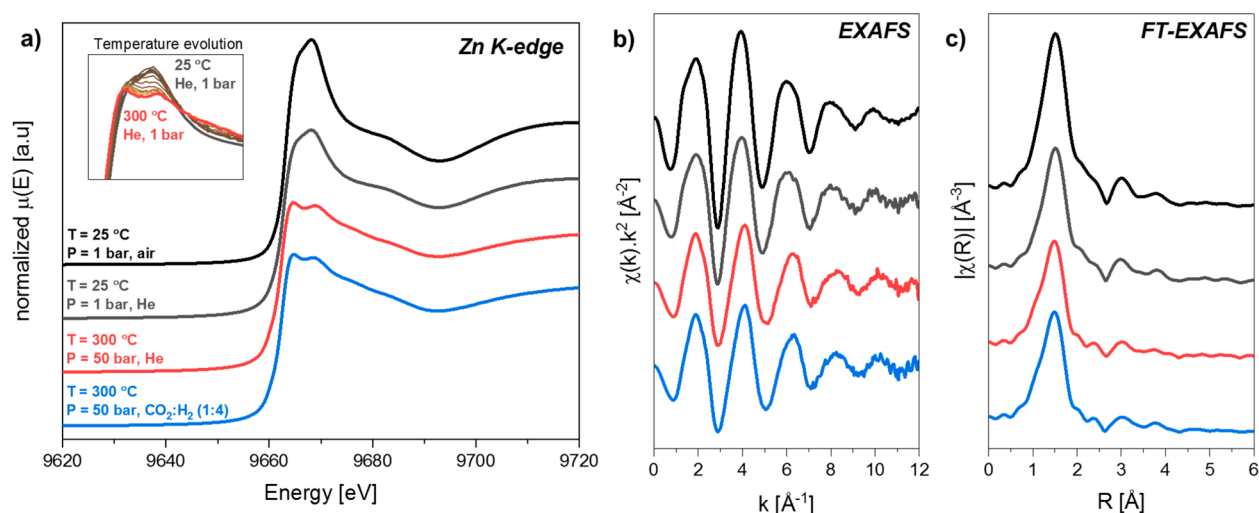 a)
Zn K-edge
Temperature evolution
25 °C
He, 1 bar
300 °C
He, 1 bar
T = 25 °C
P = 1 bar, air
T = 25 °C
P = 1 bar, He
T = 300 °C
P = 50 bar, He
T = 300 °C
P = 50 bar, CO₂:H₂ (1:4)
normalized μ(E) [a.u]
9620 9640 9660 9680 9700 9720
Energy [eV]
b)
EXAFS
χ(k).k² [Å⁻²]
0 2 4 6 8 10 12
k [Å⁻¹]
c)
FT-EXAFS
|χ(R)| [Å⁻³]
0 1 2 3 4 5 6
R [Å]